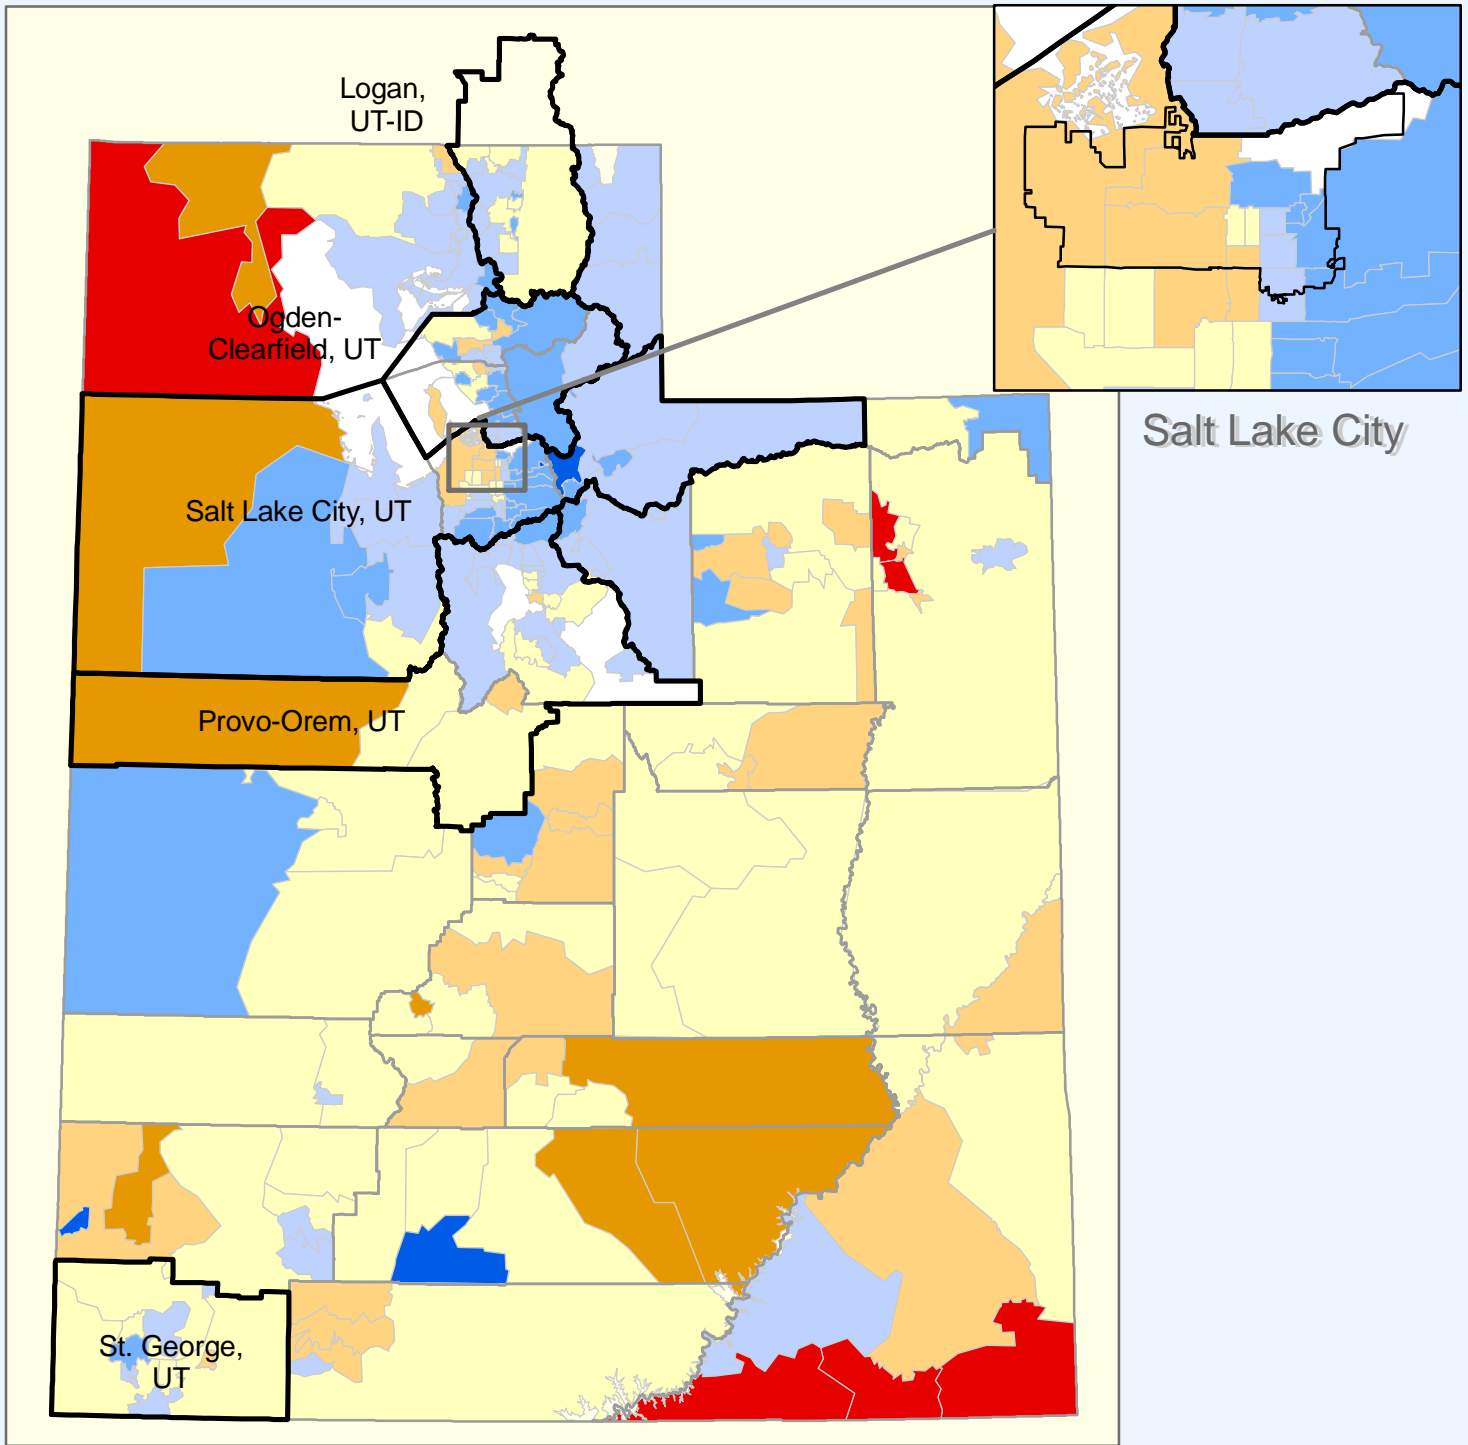 Logan,
UT-ID
Ogden-
Clearfield, UT
Salt Lake City
Salt Lake City, UT
Provo-Orem, UT
St. George,
UT